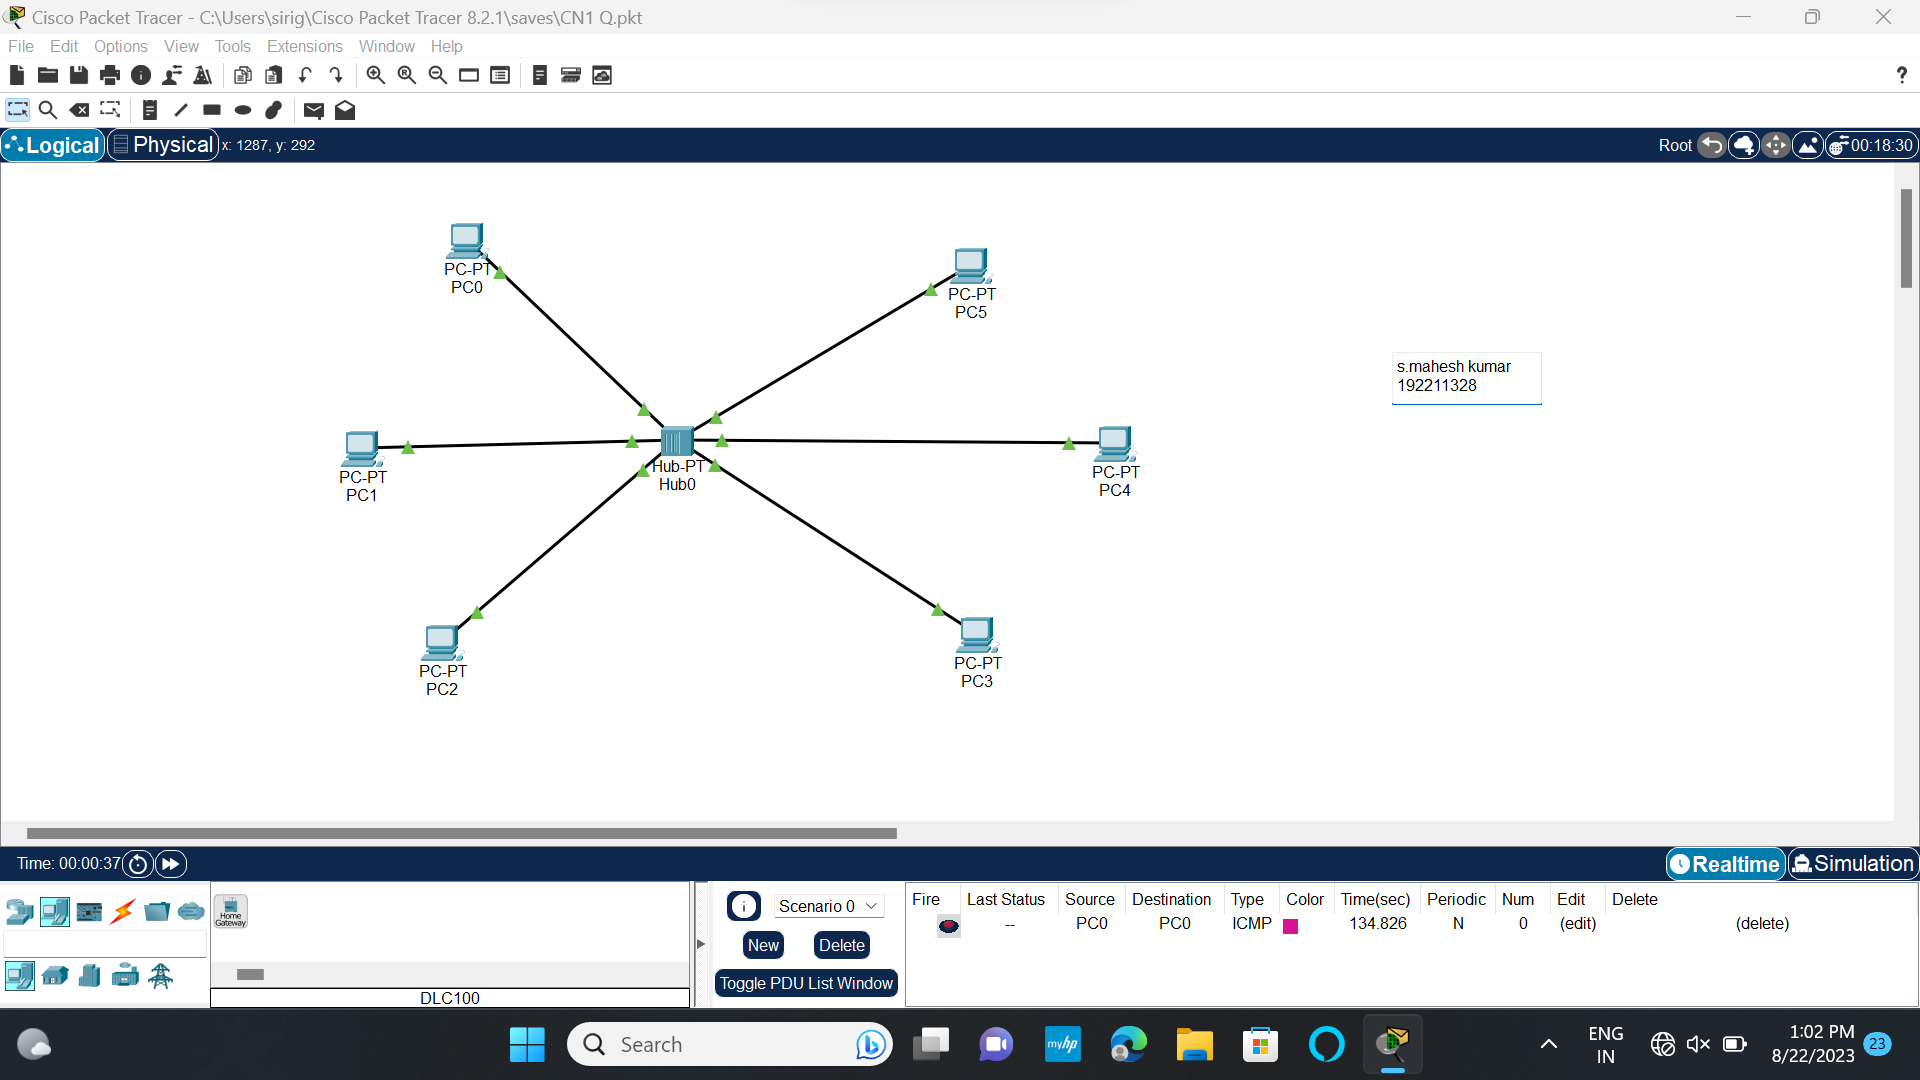 Cisco Packet Tracer - C:\Users\sirig\Cisco Packet Tracer 8.2.1\saves\CN1 Q.pkt
File Edit Options View Tools Extensions Window Help
?
Logical Physical x: 1287, y: 292 Root 00:18:30
PC-PT
PC0
PC-PT
PC5
s.mahesh kumar
192211328
PC-PT
PC1
Hub-PT
Hub0
PC-PT
PC4
PC-PT
PC2
PC-PT
PC3
Time: 00:00:37 Realtime Simulation
Home
Gateway
DLC100
i Scenario 0
New Delete
Toggle PDU List Window
Fire Last Status Source Destination Type Color Time(sec) Periodic Num Edit Delete
-- PC0 PC0 ICMP 134.826 N 0 (edit) (delete)
Search
myhp
ENG
IN
1:02 PM
8/22/2023
23